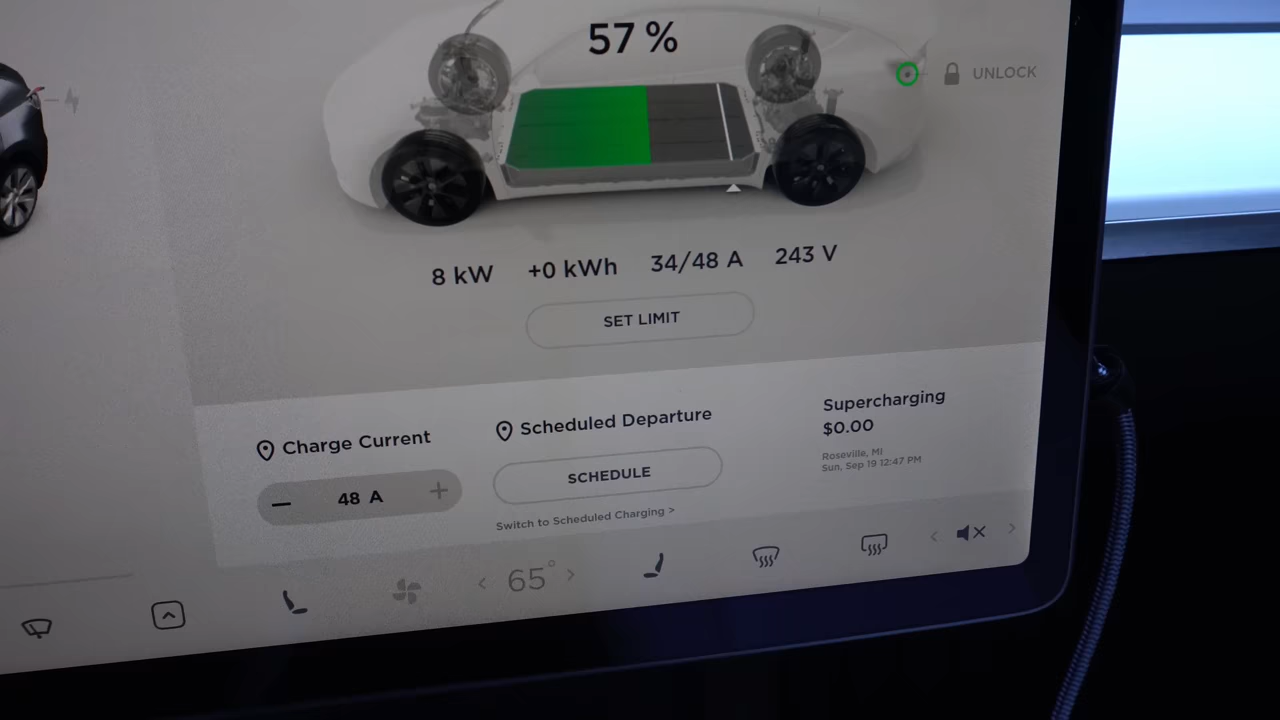 57 %
UNLOCK
8 kW +0 kWh 34/48 A 243 V
SET LIMIT
Charge Current
48 A
Scheduled Departure
SCHEDULE
Switch to Scheduled Charging >
Supercharging
$0.00
Roseville, MI
Sun, Sep 19 12:47 PM
65°